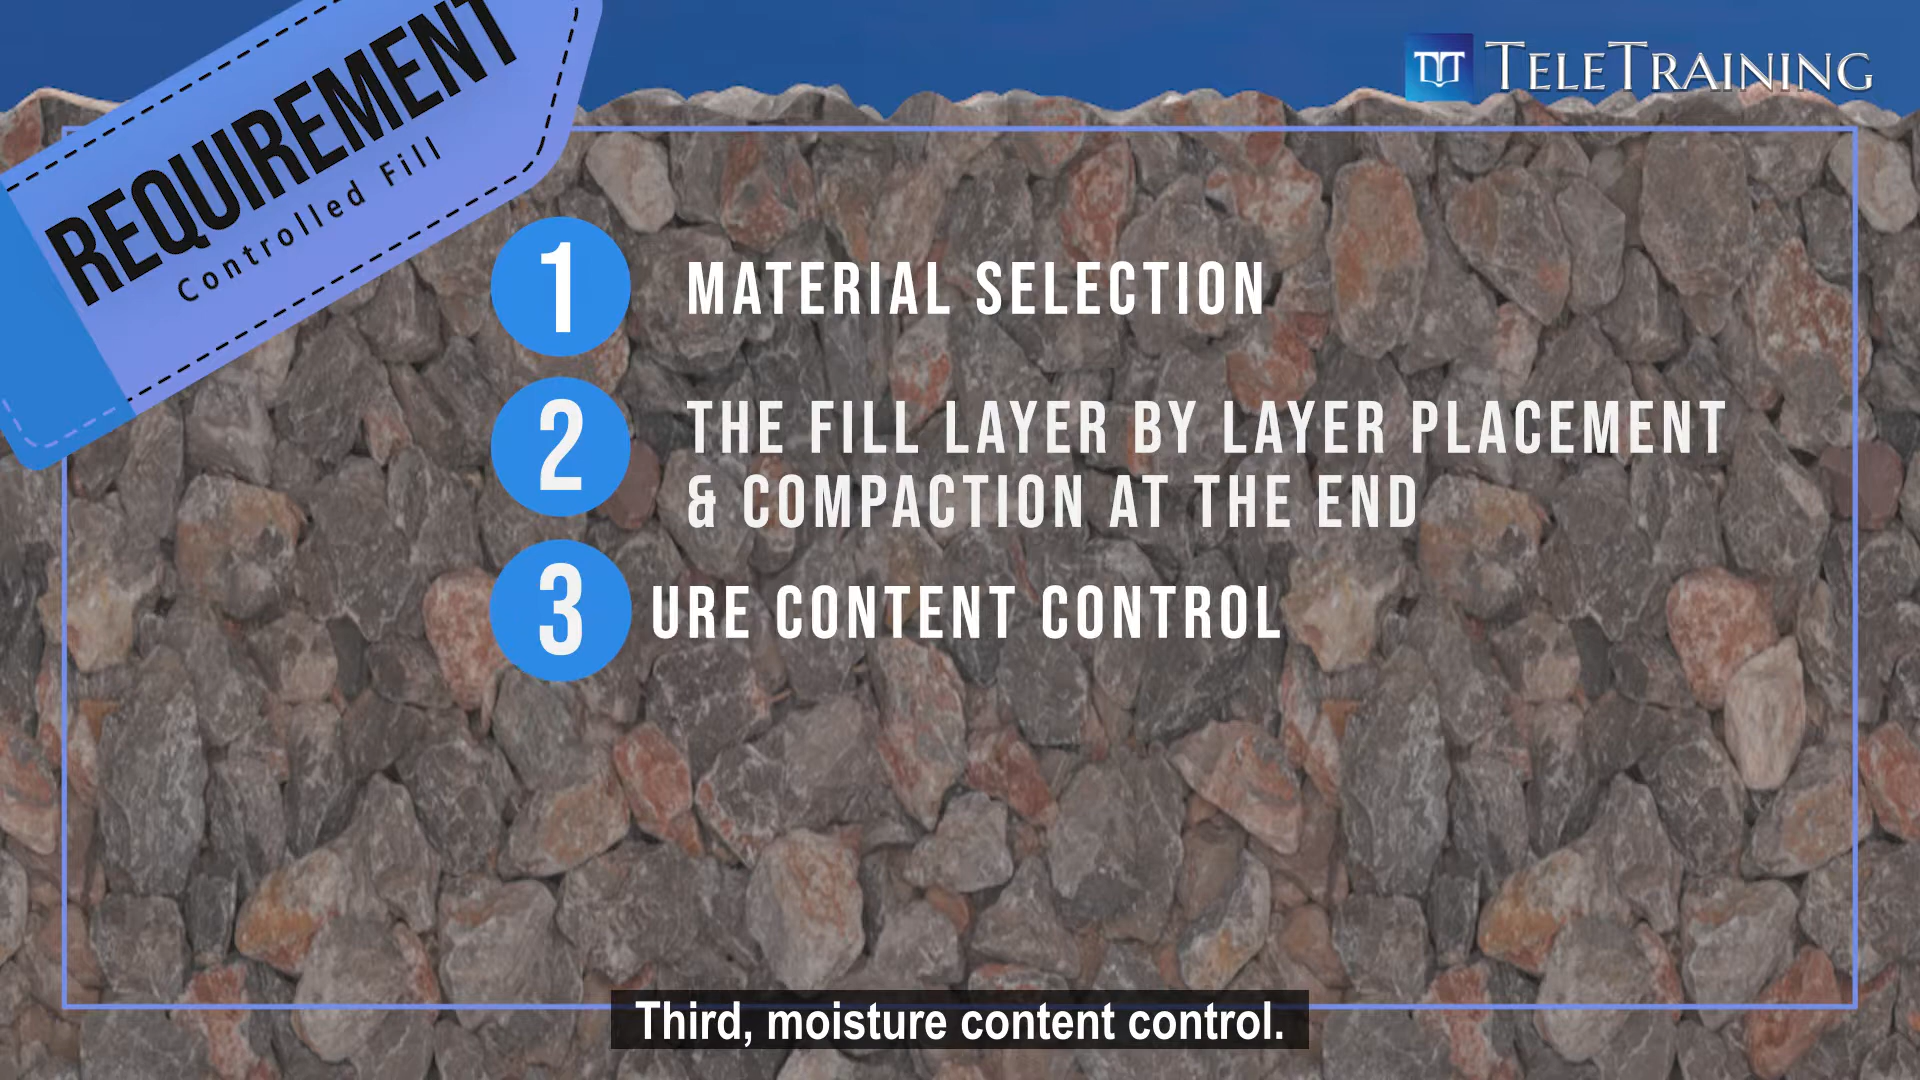 REQUIREMENT
Controlled Fill
TELETRAINING
1 MATERIAL SELECTION
2 THE FILL LAYER BY LAYER PLACEMENT
& COMPACTION AT THE END
3 URE CONTENT CONTROL
Third, moisture content control.